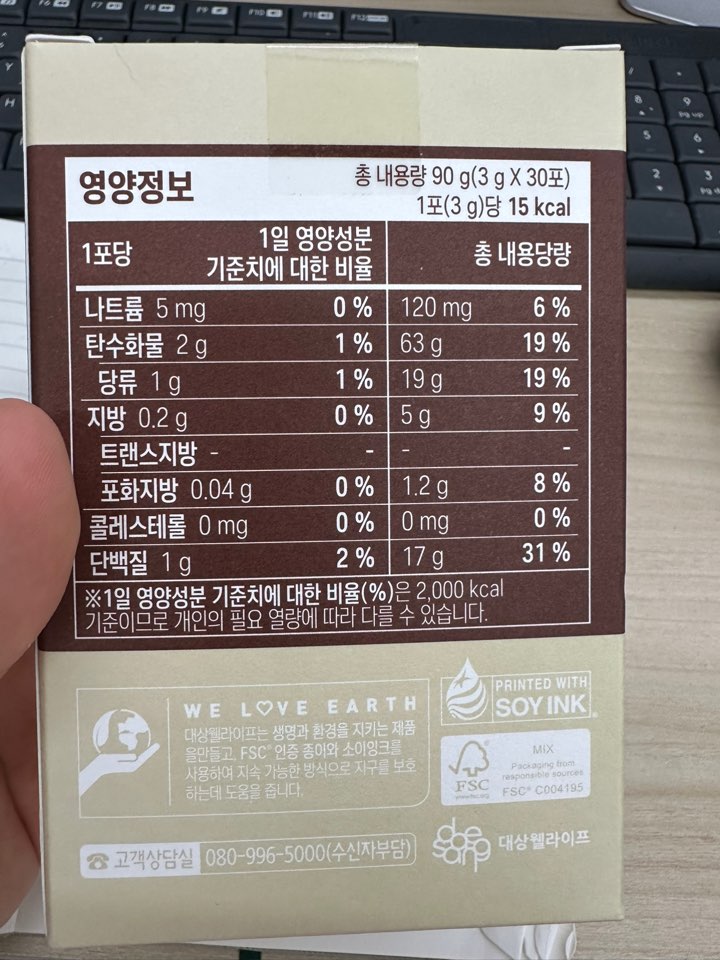 영양정보
총 내용량 90 g(3 g X 30포)
1포(3 g)당 15 kcal
1포당 1일 영양성분 기준치에 대한 비율 총 내용당량
나트륨 5 mg 0 % 120 mg 6 %
탄수화물 2 g 1 % 63 g 19 %
당류 1 g 1 % 19 g 19 %
지방 0.2 g 0 % 5 g 9 %
트랜스지방 - - - -
포화지방 0.04 g 0 % 1.2 g 8 %
콜레스테롤 0 mg 0 % 0 mg 0 %
단백질 1 g 2 % 17 g 31 %
※1일 영양성분 기준치에 대한 비율(%)은 2,000 kcal
기준이므로 개인의 필요 열량에 따라 다를 수 있습니다.
WE LOVE EARTH
대상웰라이프는 생명과 환경을 지키는 제품
을만들고, FSC® 인증 종이와 소이잉크를
사용하여 지속 가능한 방식으로 지구를 보호
하는데 도움을 줍니다.
PRINTED WITH
SOY INK
FSC
www.fsc.org
MIX
Packaging from
responsible sources
FSC® C004195
☎ 고객상담실 080-996-5000(수신자부담)
대상웰라이프